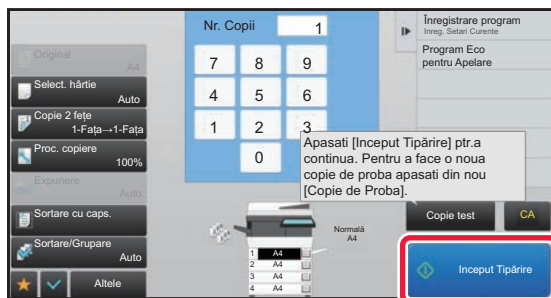 Nr. Copii 1
Înregistrare program
Inreg. Setari Curente
Program Eco
pentru Apelare
Original
A4
Select. hârtie
Auto
Copie 2 fețe
1-Fața→1-Fața
Proc. copiere
100%
Expunere
Auto
Sortare cu caps.
Sortare/Grupare
Auto
Altele
7 8 9
4 5 6
1 2 3
0
Apasati [Inceput Tipărire] ptr.a
continua. Pentru a face o noua
copie de proba apasati din nou
[Copie de Proba].
Normală
A4
1 A4
2 A4
3 A4
4 A4
Copie test
CA
Inceput Tipărire